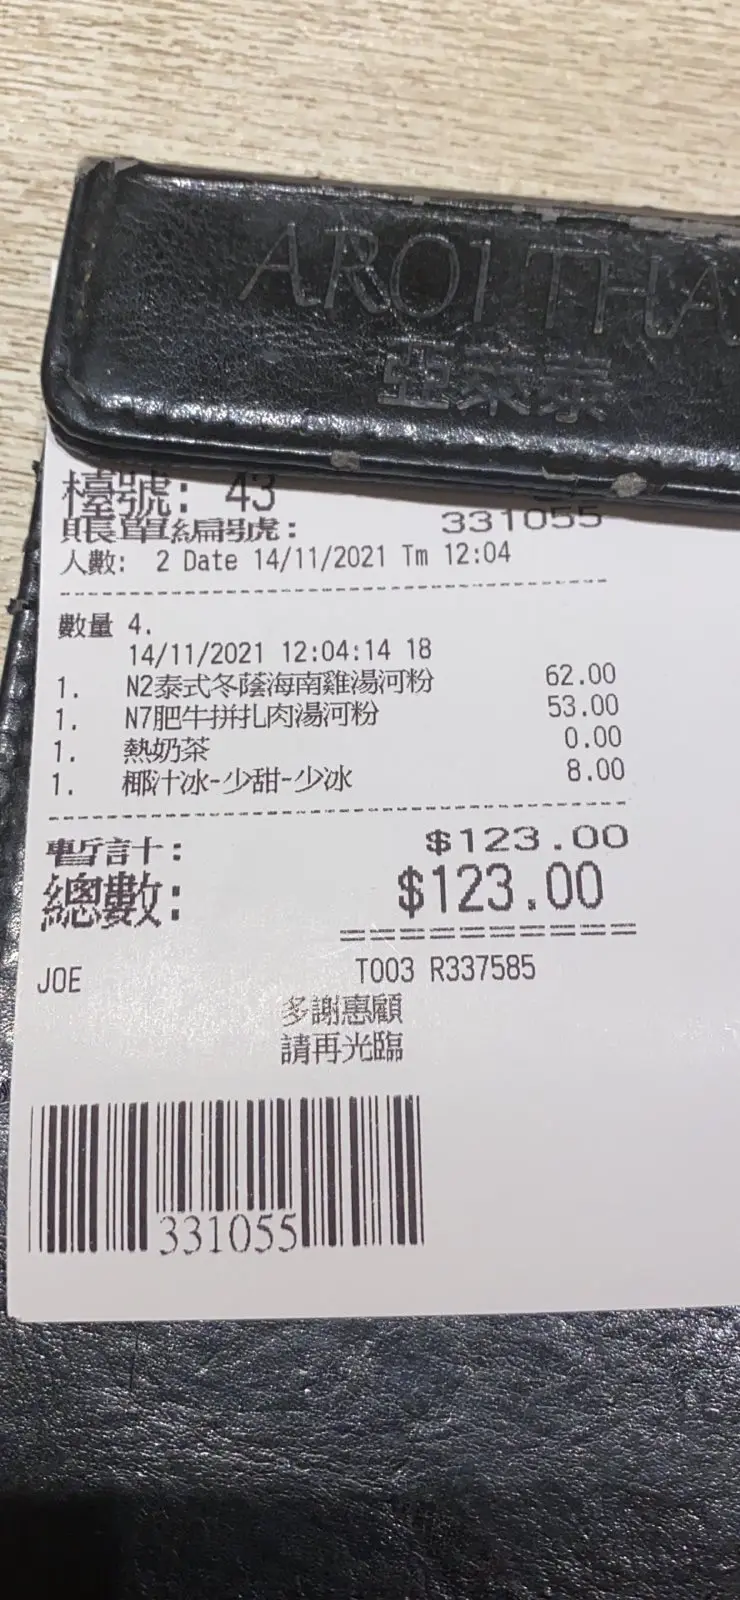 AROI THA
亞萊泰
檯號: 43
賬單編號: 331055
人數: 2 Date 14/11/2021 Tm 12:04
數量 4.
14/11/2021 12:04:14 18
1. N2泰式冬蔭海南雞湯河粉 62.00
1. N7肥牛拼扎肉湯河粉 53.00
1. 熱奶茶 0.00
1. 椰汁冰-少甜-少冰 8.00
暫計: $123.00
總數: $123.00
==========
JOE T003 R337585
多謝惠顧
請再光臨
331055